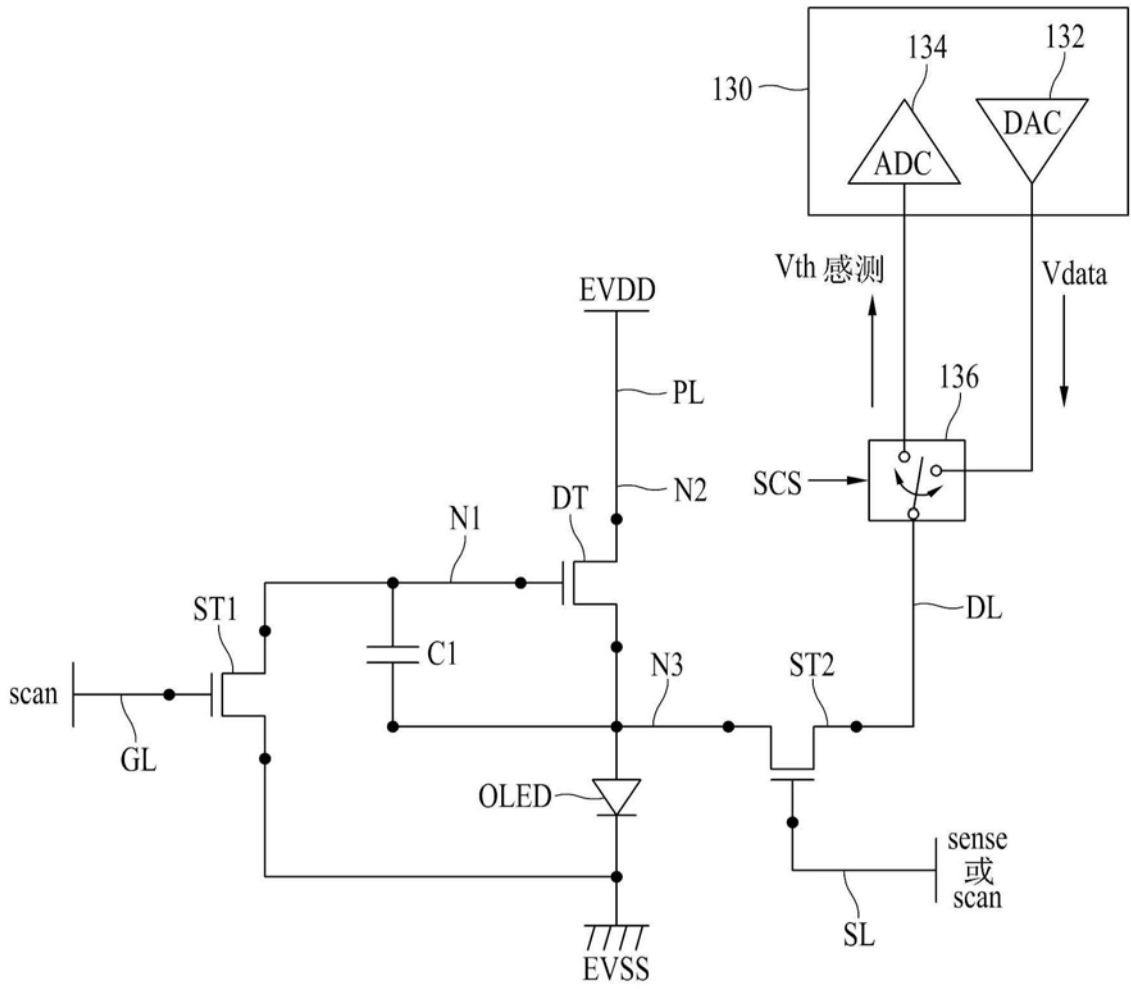 134
132
130
ADC
DAC
Vth 感测
Vdata
EVDD
136
PL
SCS
N2
DT
N1
DL
ST1
C1
N3
ST2
scan
GL
OLED
sense
或
scan
SL
EVSS